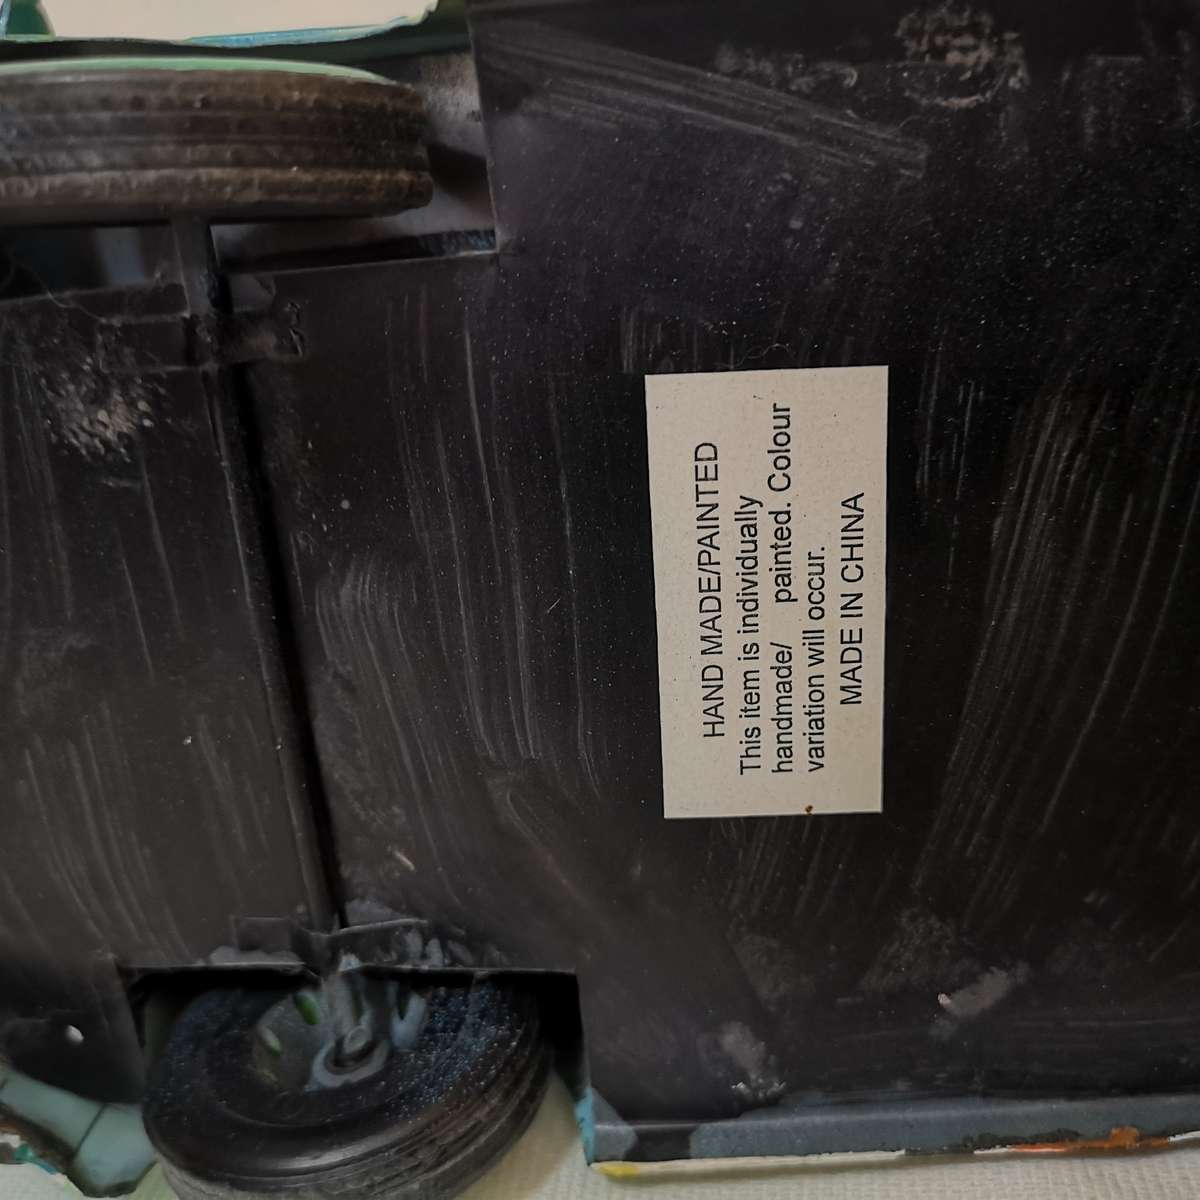 HAND MADE/PAINTED
This item is individually
handmade/ painted. Colour
variation will occur.
MADE IN CHINA